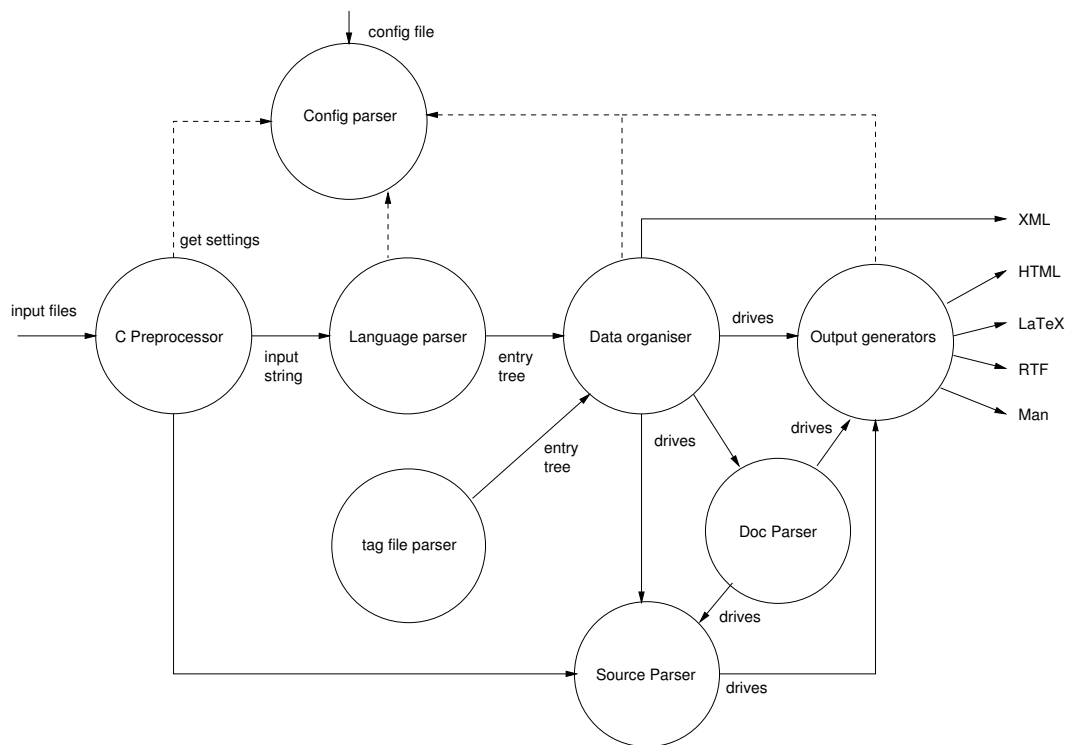 config file
Config parser
get settings
XML
HTML
input files
drives
LaTeX
C Preprocessor
Language parser
Data organiser
Output generators
input
string
entry
tree
RTF
Man
drives
drives
entry
tree
tag file parser
Doc Parser
drives
Source Parser
drives